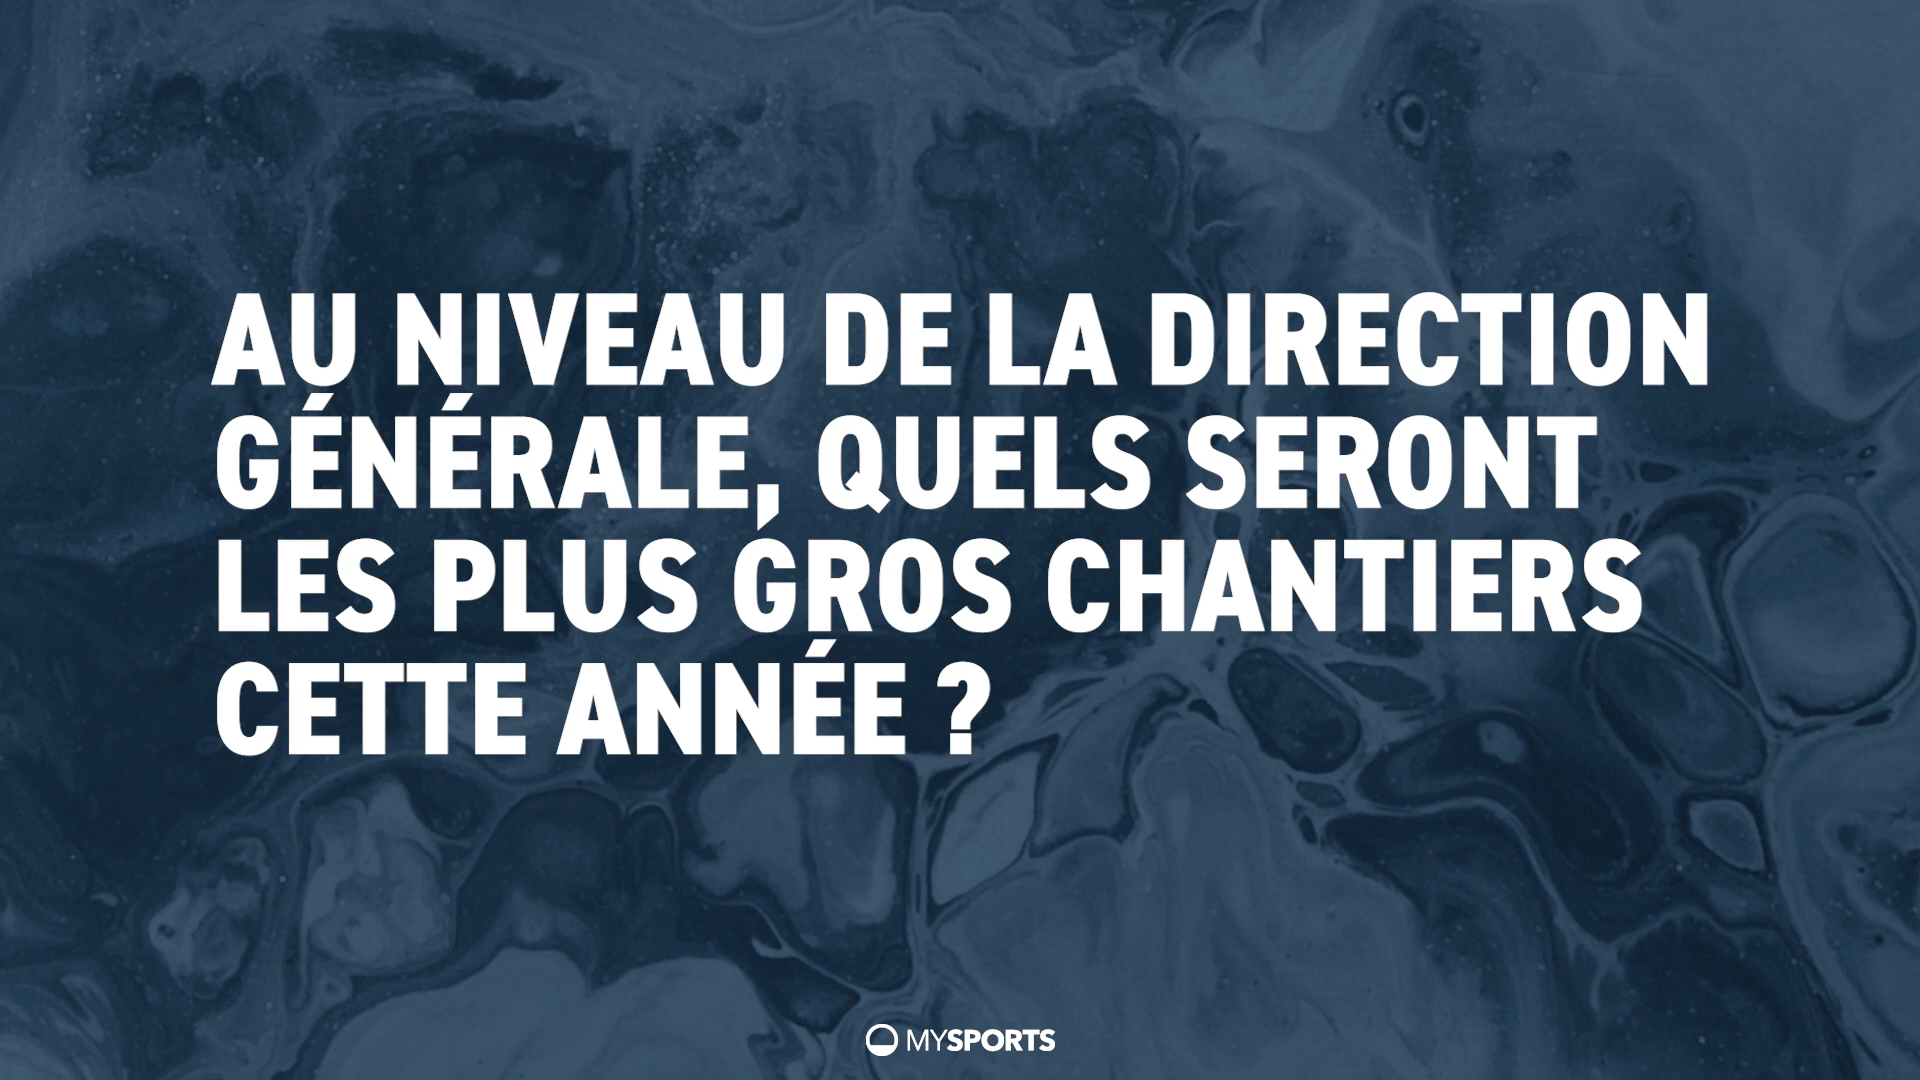 AU NIVEAU DE LA DIRECTION
GÉNÉRALE, QUELS SERONT
LES PLUS GROS CHANTIERS
CETTE ANNÉE ?
MYSPORTS